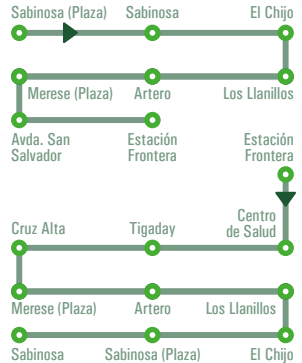 Sabinosa (Plaza) Sabinosa El Chijo
Merese (Plaza) Artero Los Llanillos
Avda. San Salvador Estación Frontera Estación Frontera
Centro de Salud
Cruz Alta Tigaday
Merese (Plaza) Artero Los Llanillos
Sabinosa Sabinosa (Plaza) El Chijo